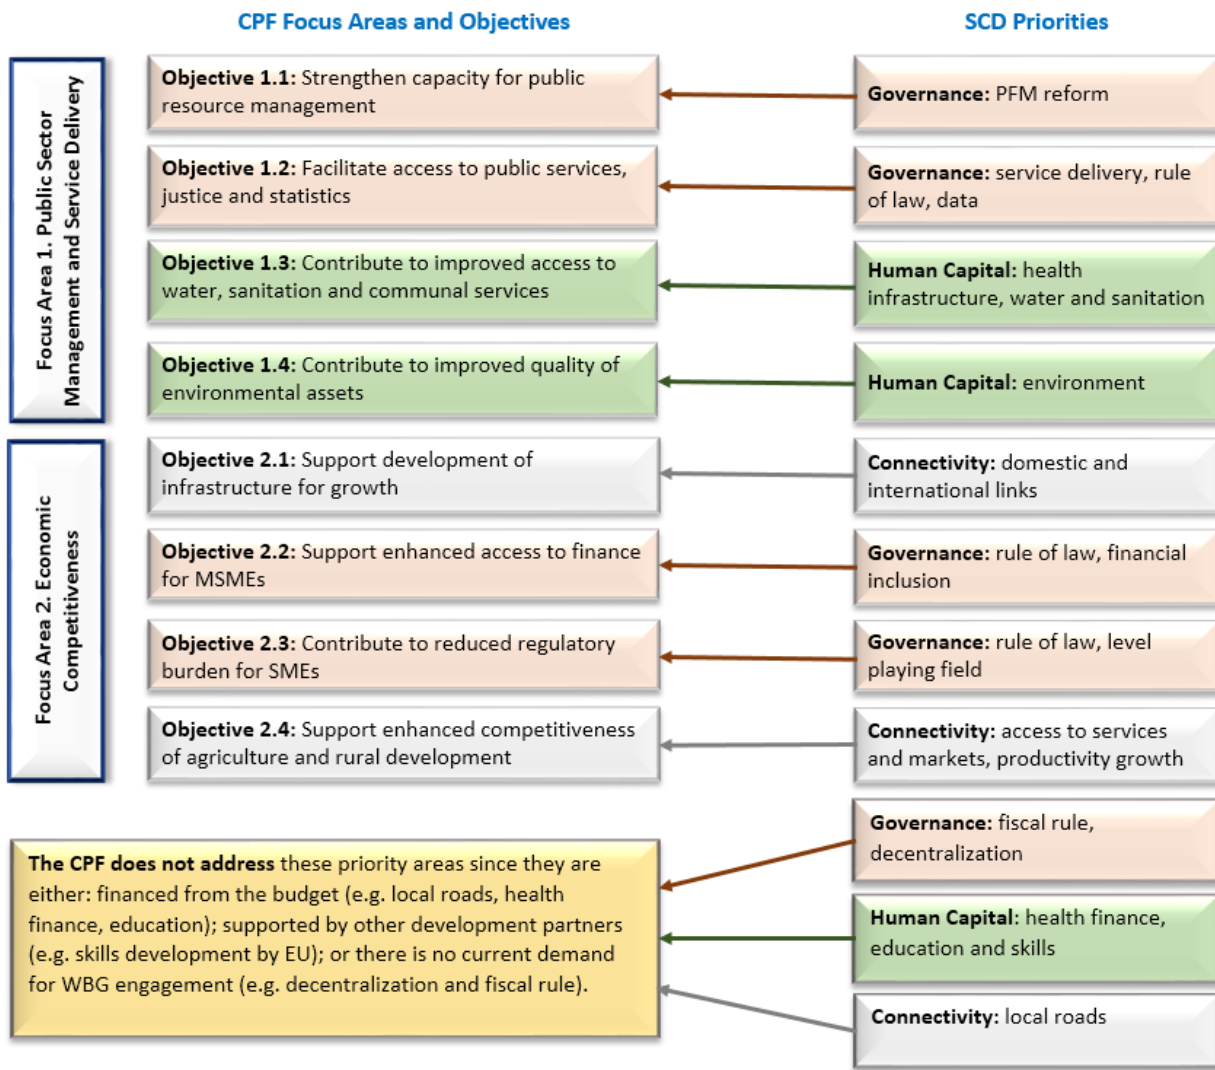 CPF Focus Areas and Objectives
SCD Priorities
Focus Area 1. Public Sector
Management and Service Delivery
Objective 1.1: Strengthen capacity for public
resource management
Governance: PFM reform
Objective 1.2: Facilitate access to public services,
justice and statistics
Governance: service delivery, rule
of law, data
Objective 1.3: Contribute to improved access to
water, sanitation and communal services
Human Capital: health
infrastructure, water and sanitation
Objective 1.4: Contribute to improved quality of
environmental assets
Human Capital: environment
Focus Area 2. Economic
Competitiveness
Objective 2.1: Support development of
infrastructure for growth
Connectivity: domestic and
international links
Objective 2.2: Support enhanced access to finance
for MSMEs
Governance: rule of law, financial
inclusion
Objective 2.3: Contribute to reduced regulatory
burden for SMEs
Governance: rule of law, level
playing field
Objective 2.4: Support enhanced competitiveness
of agriculture and rural development
Connectivity: access to services
and markets, productivity growth
The CPF does not address these priority areas since they are
either: financed from the budget (e.g. local roads, health
finance, education); supported by other development partners
(e.g. skills development by EU); or there is no current demand
for WBG engagement (e.g. decentralization and fiscal rule).
Governance: fiscal rule,
decentralization
Human Capital: health finance,
education and skills
Connectivity: local roads